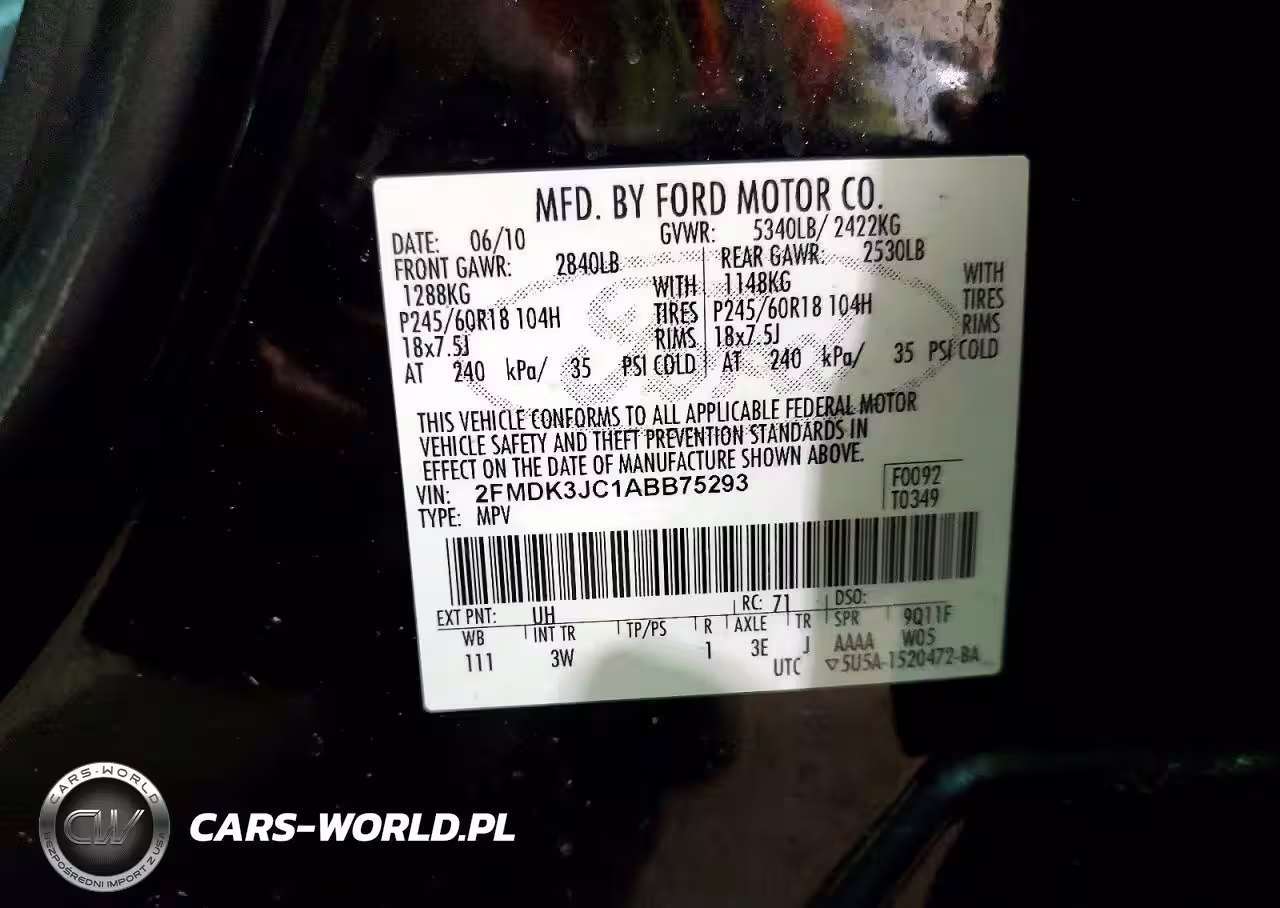 MFD. BY FORD MOTOR CO.
DATE: 06/10 GVWR: 5340LB/ 2422KG
FRONT GAWR: 2840LB REAR GAWR: 2530LB
1288KG WITH 1148KG WITH
P245/60R18 104H TIRES P245/60R18 104H TIRES
18x7.5J RIMS 18x7.5J RIMS
AT 240 kPa/ 35 PSI COLD AT 240 kPa/ 35 PSI COLD
THIS VEHICLE CONFORMS TO ALL APPLICABLE FEDERAL MOTOR
VEHICLE SAFETY AND THEFT PREVENTION STANDARDS IN
EFFECT ON THE DATE OF MANUFACTURE SHOWN ABOVE.
VIN: 2FMDK3JC1ABB75293 F0092
TYPE: MPV T0349
EXT PNT: UH RC: 71 DSO:
WB INT TR TP/PS R AXLE TR SPR 9Q11F
111 3W 1 3E J AAAA W05
UTC ▽5U5A-1520472-BA
CARS-WORLD
CW
BEZPOŚREDNI IMPORT Z USA
CARS-WORLD.PL